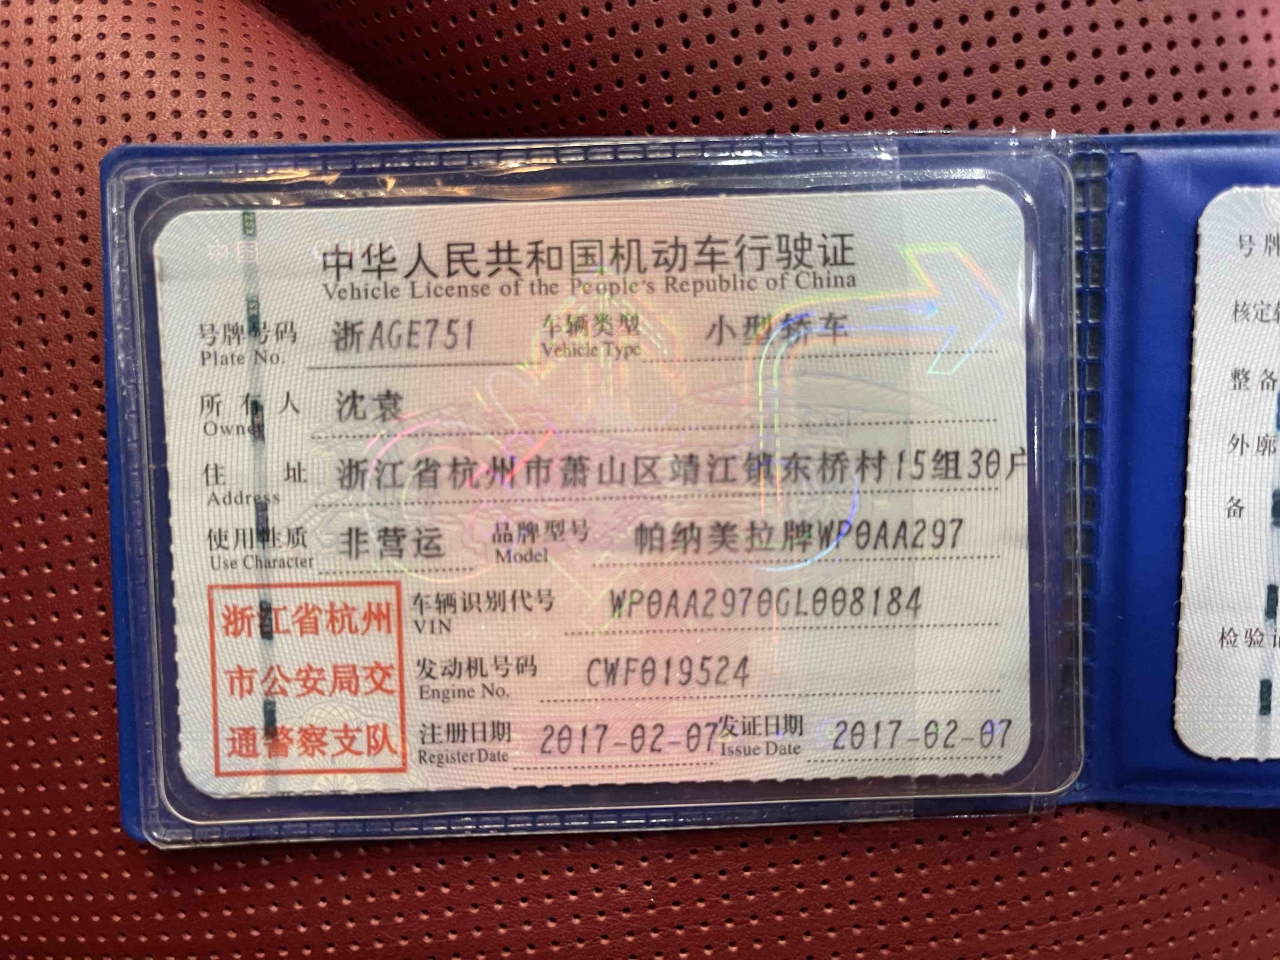 中华人民共和国机动车行驶证
Vehicle License of the People's Republic of China
号牌号码 浙AGE751 车辆类型 小型轿车
Plate No. Vehicle Type
所有人 沈袁
Owner
住址 浙江省杭州市萧山区靖江镇东桥村15组30户
Address
使用性质 非营运 品牌型号 帕纳美拉牌WP0AA297
Use Character Model
浙江省杭州
市公安局交
通警察支队
车辆识别代号 WP0AA2970GL008184
VIN
发动机号码 CWF019524
Engine No.
注册日期 2017-02-07 发证日期 2017-02-07
Register Date Issue Date
号牌
核定
整备
外廓
备
检验